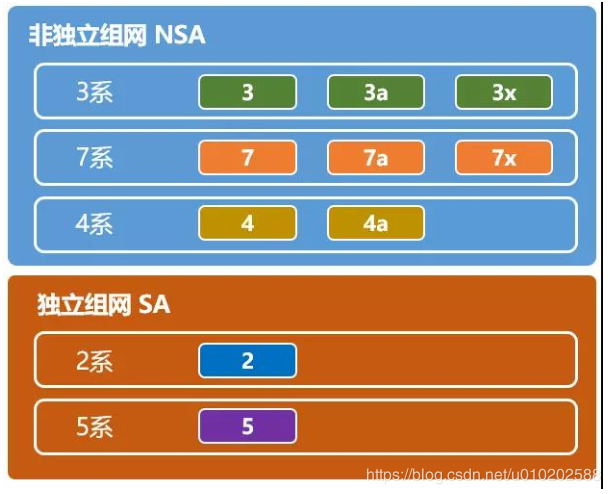 非独立组网 NSA
3系 3 3a 3x
7系 7 7a 7x
4系 4 4a
独立组网 SA
2系 2
5系 5
https://blog.csdn.net/u010202588